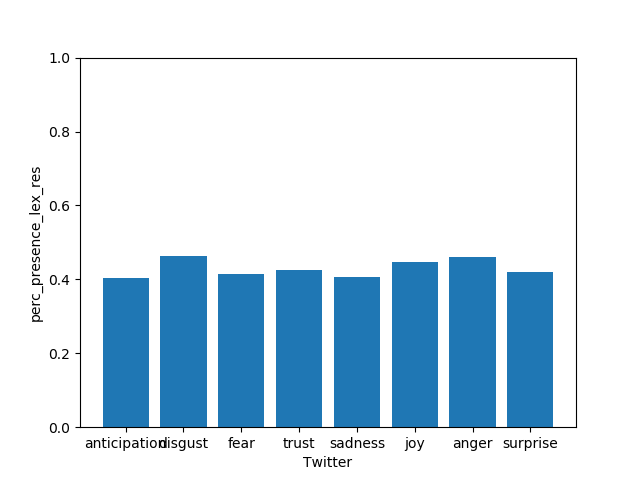 1.0
0.8
0.6
0.4
0.2
0.0
perc_presence_lex_res
anticipation disgust fear trust sadness joy anger surprise
Twitter